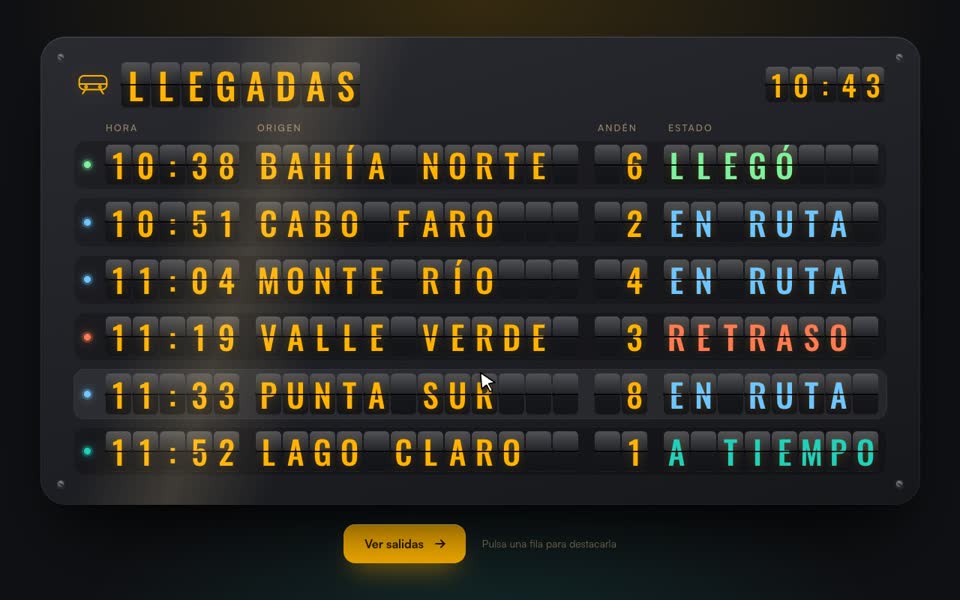 LLEGADAS 10:43
HORA ORIGEN ANDÉN ESTADO
10:38 BAHÍA NORTE 6 LLEGÓ
10:51 CABO FARO 2 EN RUTA
11:04 MONTE RÍO 4 EN RUTA
11:19 VALLE VERDE 3 RETRASO
11:33 PUNTA SUR 8 EN RUTA
11:52 LAGO CLARO 1 A TIEMPO
Ver salidas → Pulsa una fila para destacarla